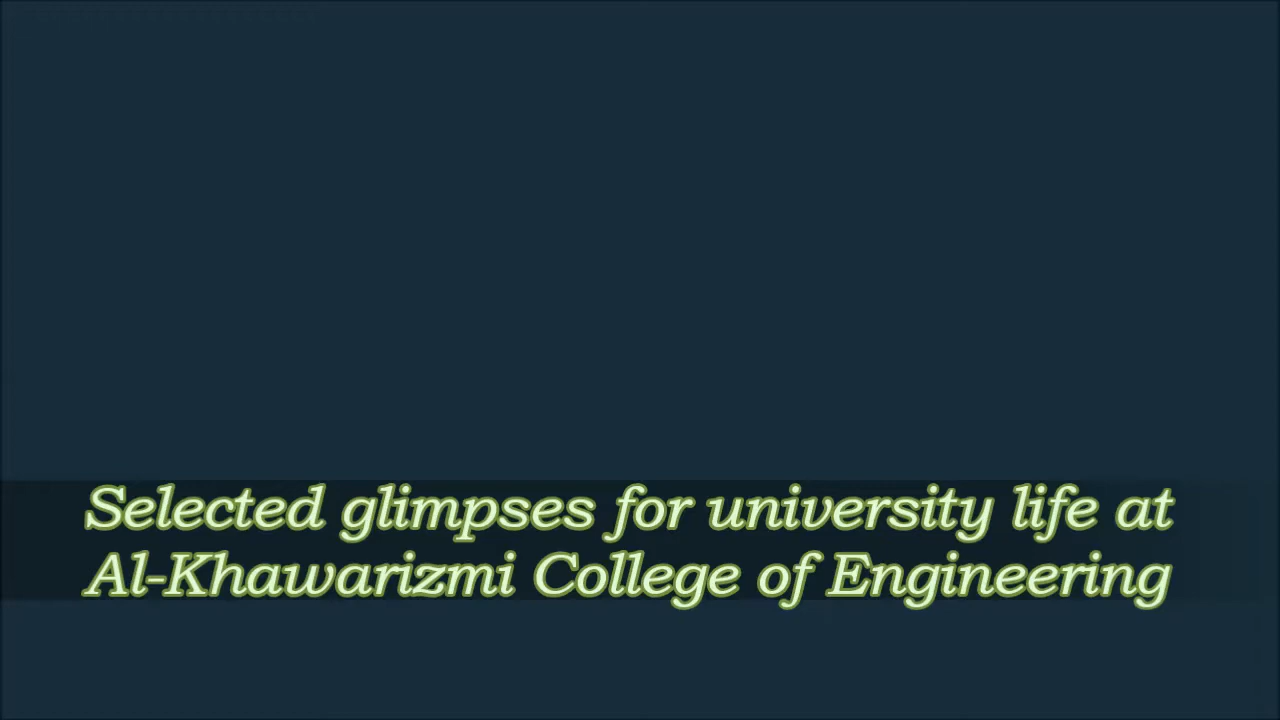 Selected glimpses for university life at
Al-Khawarizmi College of Engineering